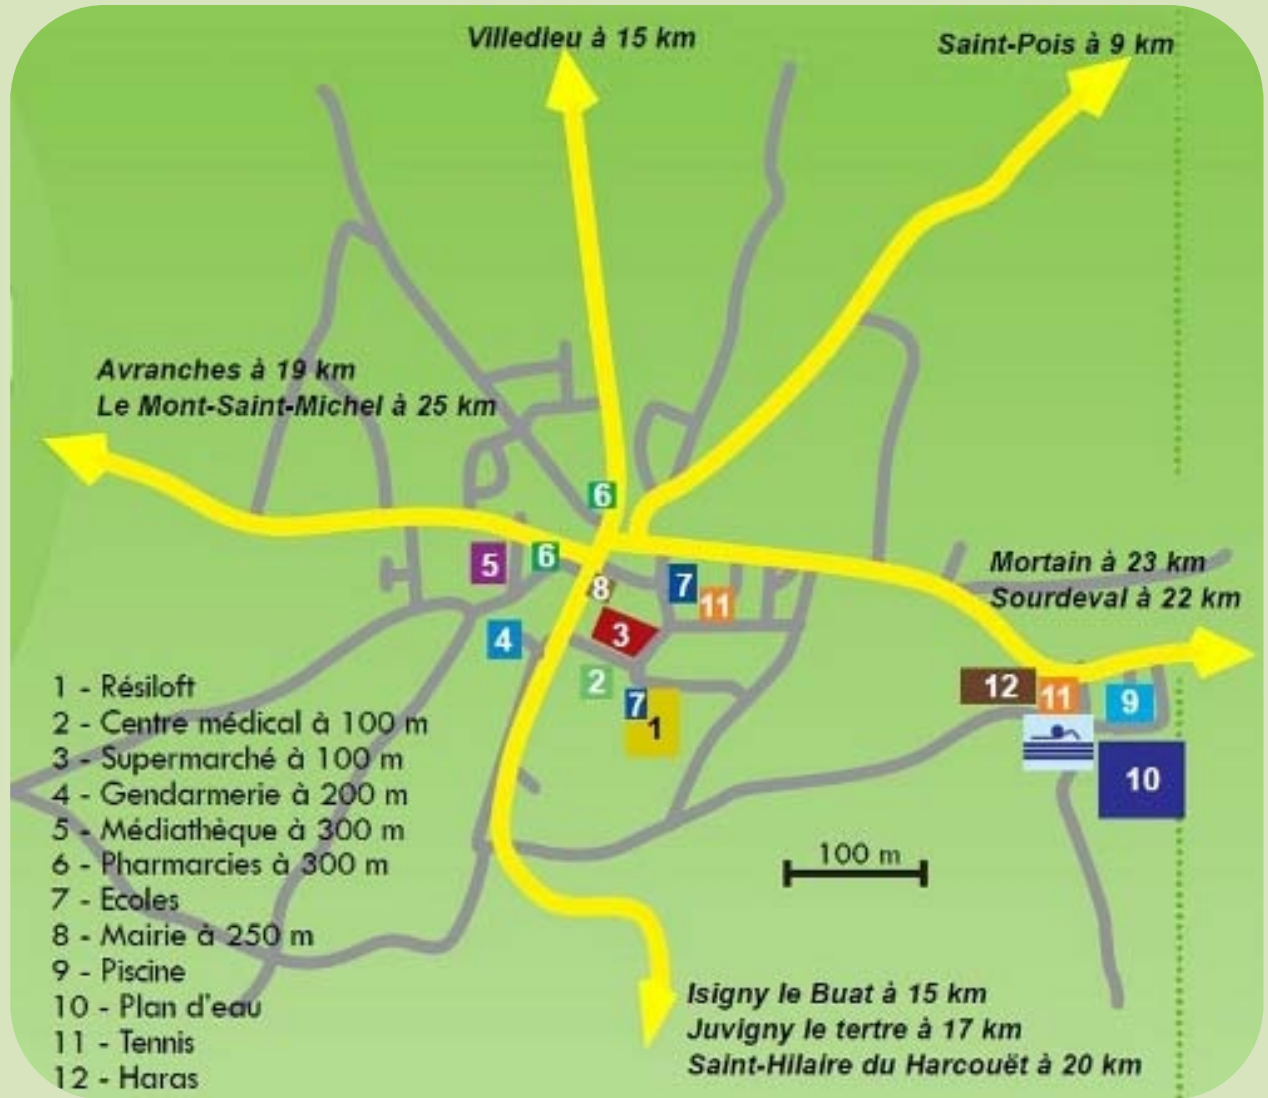 Villedieu à 15 km
Saint-Pois à 9 km
Avranches à 19 km
Le Mont-Saint-Michel à 25 km
6
5
6
8
7
11
4
3
2
7
1
Mortain à 23 km
Sourdeval à 22 km
12
11
9
10
100 m
1 - Résiloft
2 - Centre médical à 100 m
3 - Supermarché à 100 m
4 - Gendarmerie à 200 m
5 - Médiathèque à 300 m
6 - Pharmarcies à 300 m
7 - Ecoles
8 - Mairie à 250 m
9 - Piscine
10 - Plan d'eau
11 - Tennis
12 - Haras
Isigny le Buat à 15 km
Juvigny le tertre à 17 km
Saint-Hilaire du Harcouët à 20 km